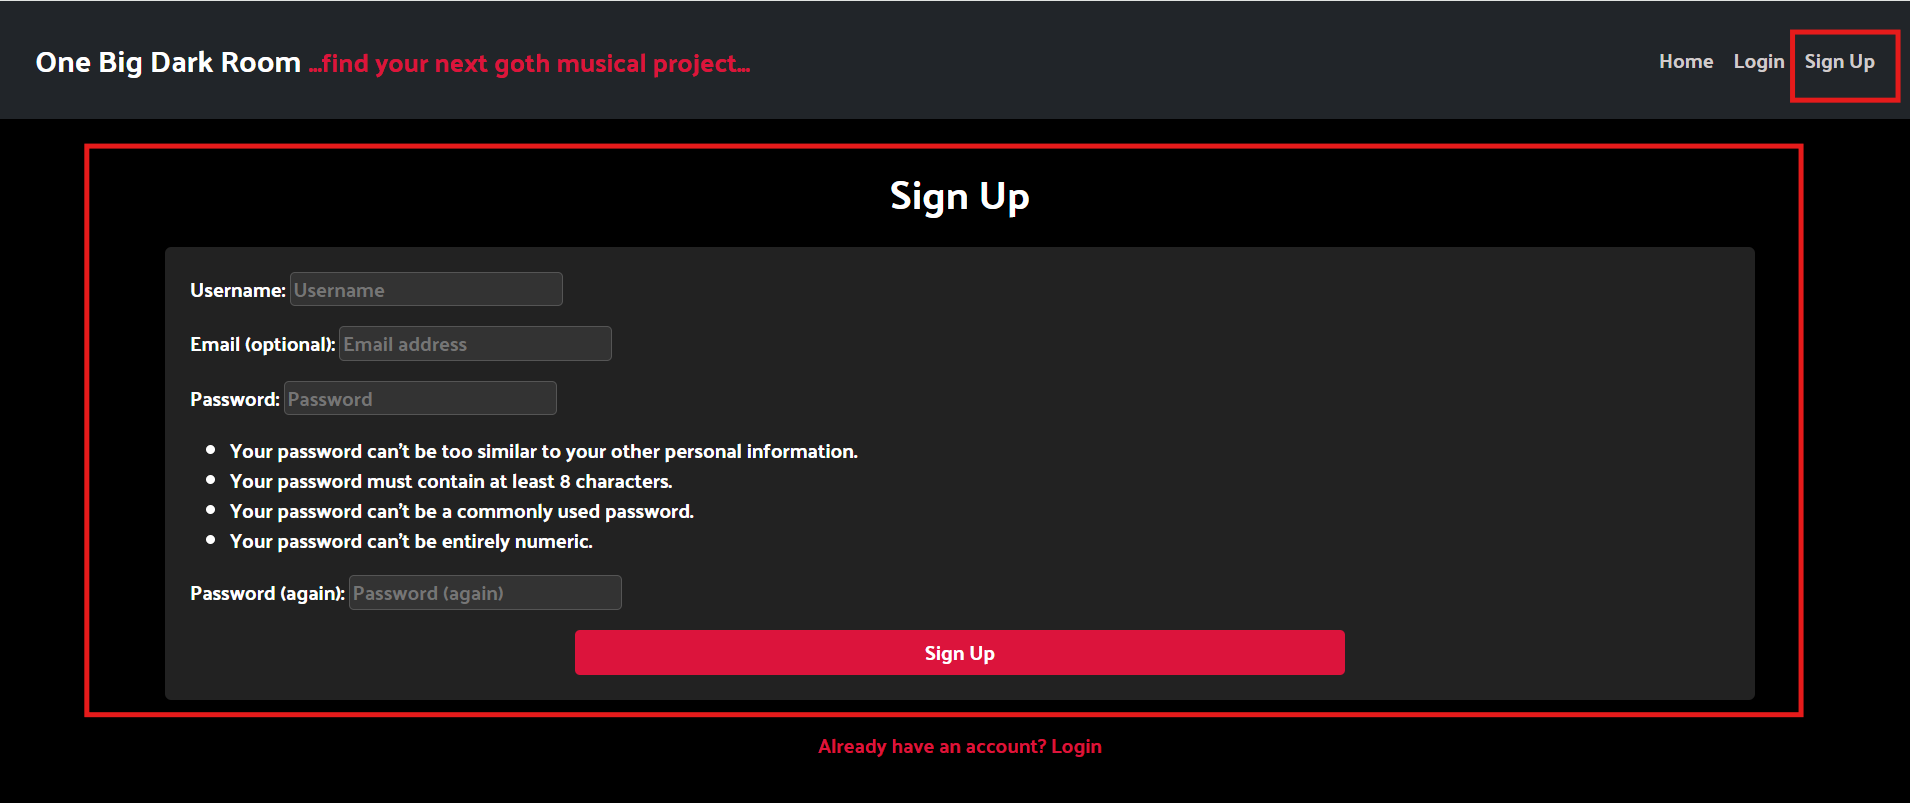 One Big Dark Room ...find your next goth musical project... Home Login Sign Up
Sign Up
Username: Username
Email (optional): Email address
Password: Password
Your password can't be too similar to your other personal information.
Your password must contain at least 8 characters.
Your password can't be a commonly used password.
Your password can't be entirely numeric.
Password (again): Password (again)
Sign Up
Already have an account? Login